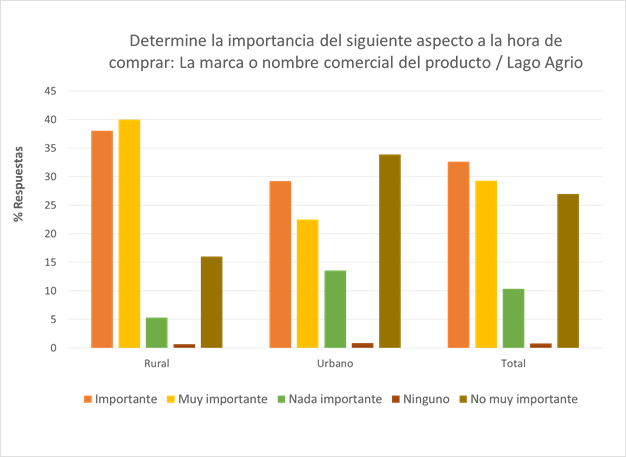 Determine la importancia del siguiente aspecto a la hora de
comprar: La marca o nombre comercial del producto / Lago Agrio
% Respuestas
45
40
35
30
25
20
15
10
5
0
Rural Urbano Total
Importante Muy importante Nada importante Ninguno No muy importante